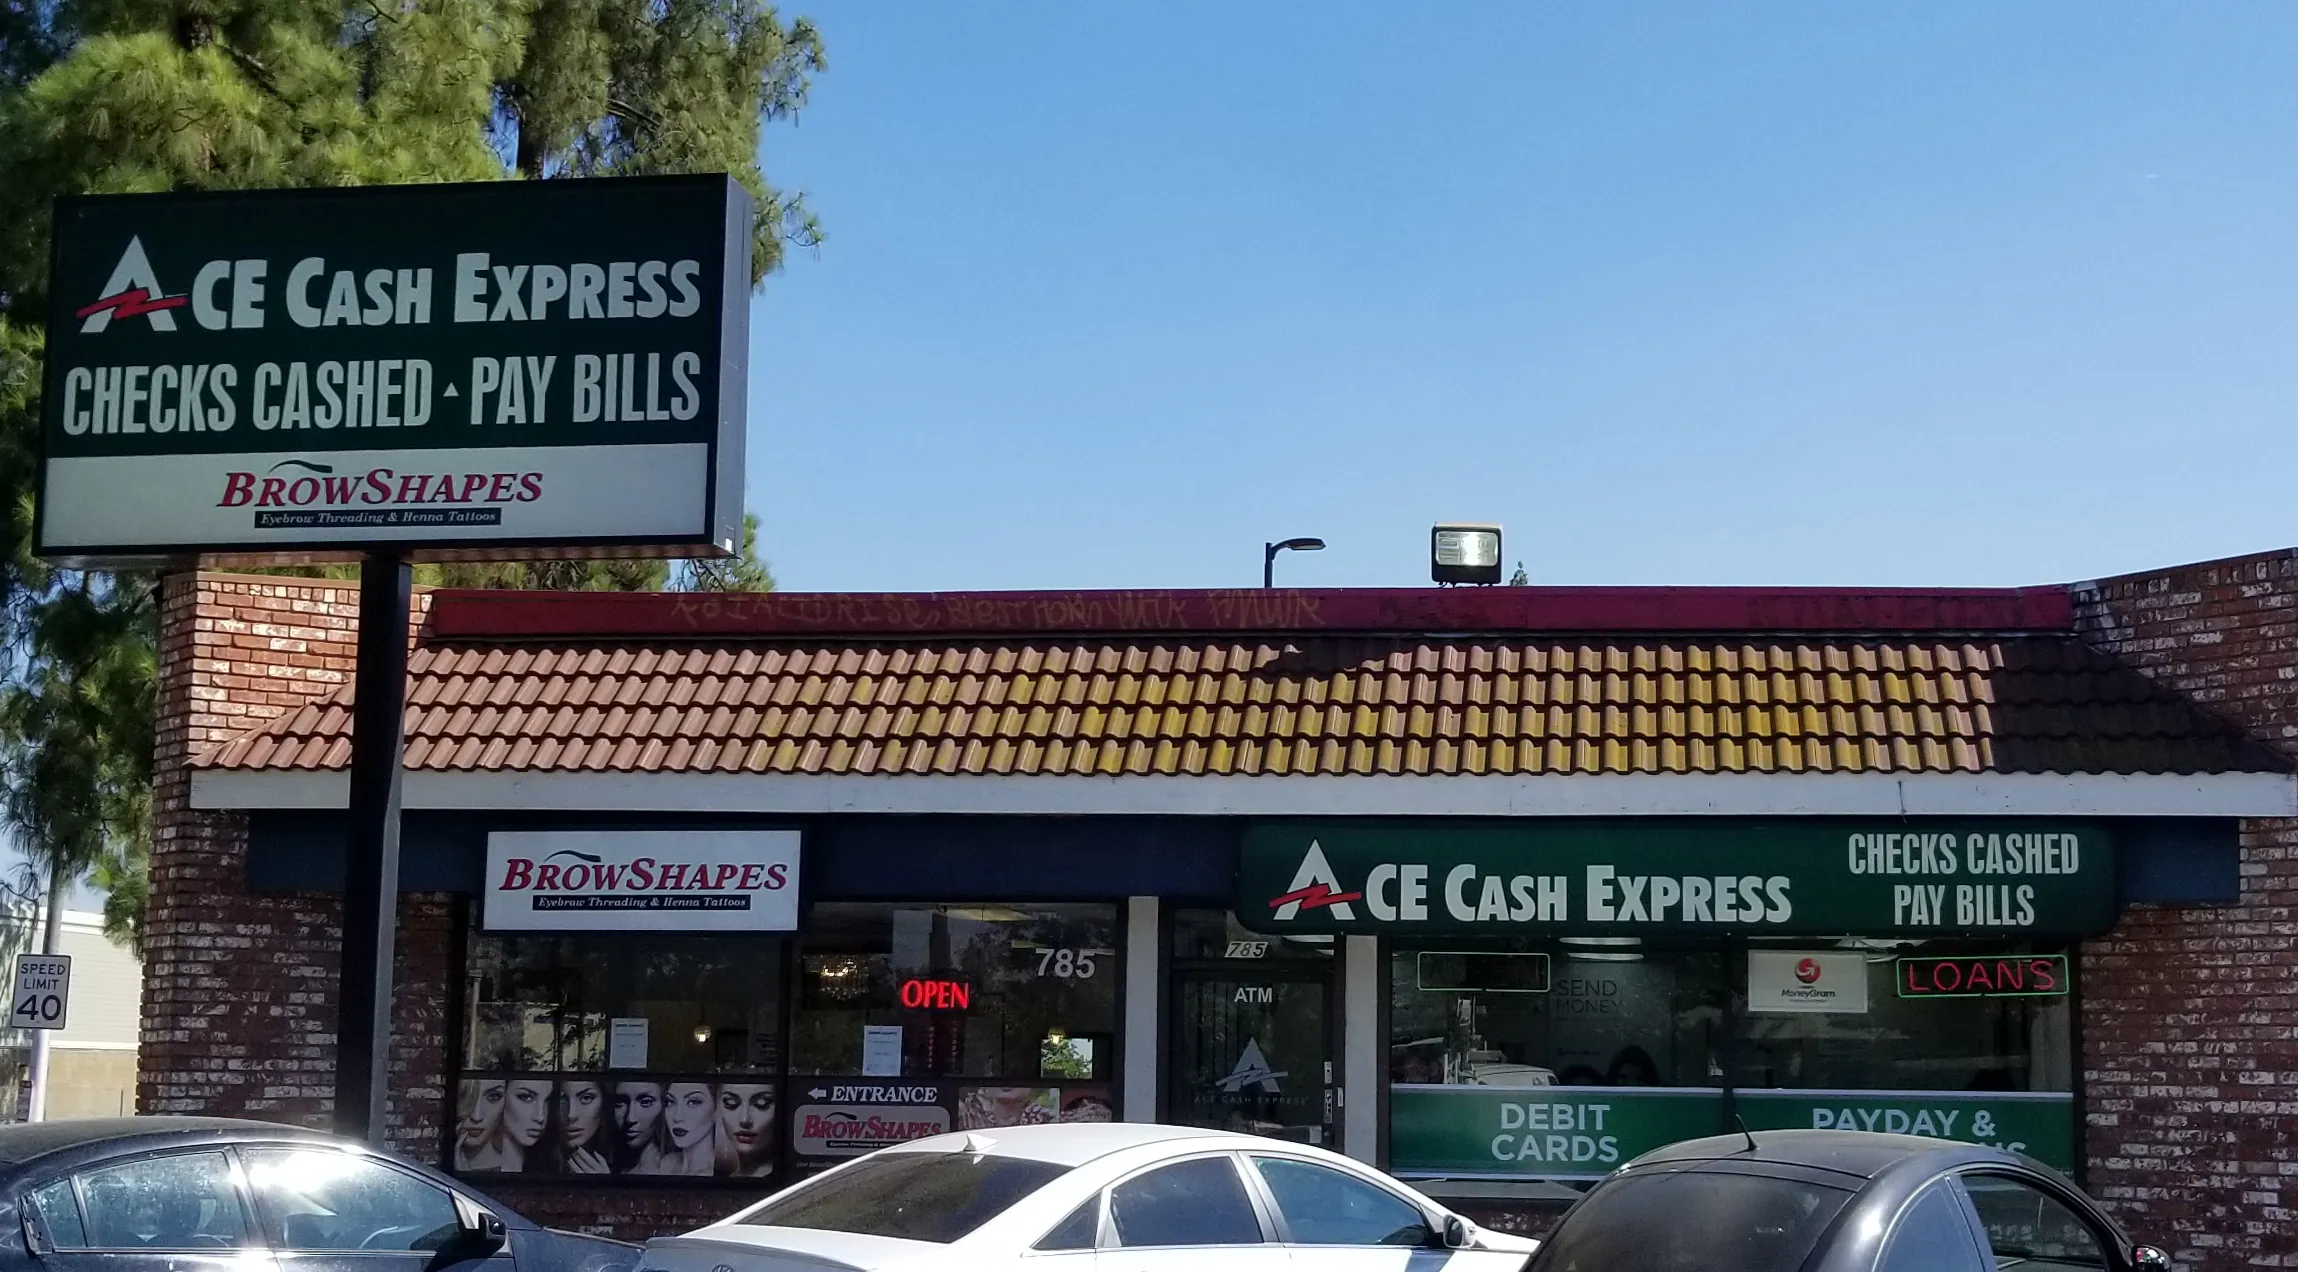 ACE CASH EXPRESS
CHECKS CASHED ▲ PAY BILLS
BROWSHAPES
Eyebrow Threading & Henna Tattoos
SPEED
LIMIT
40
BROWSHAPES
Eyebrow Threading & Henna Tattoos
OPEN
785
ENTRANCE
BROWSHAPES
785
ATM
ACE CASH EXPRESS
ACE CASH EXPRESS
CHECKS CASHED
PAY BILLS
SEND
MONEY
MoneyGram
LOANS
DEBIT
CARDS
PAYDAY &